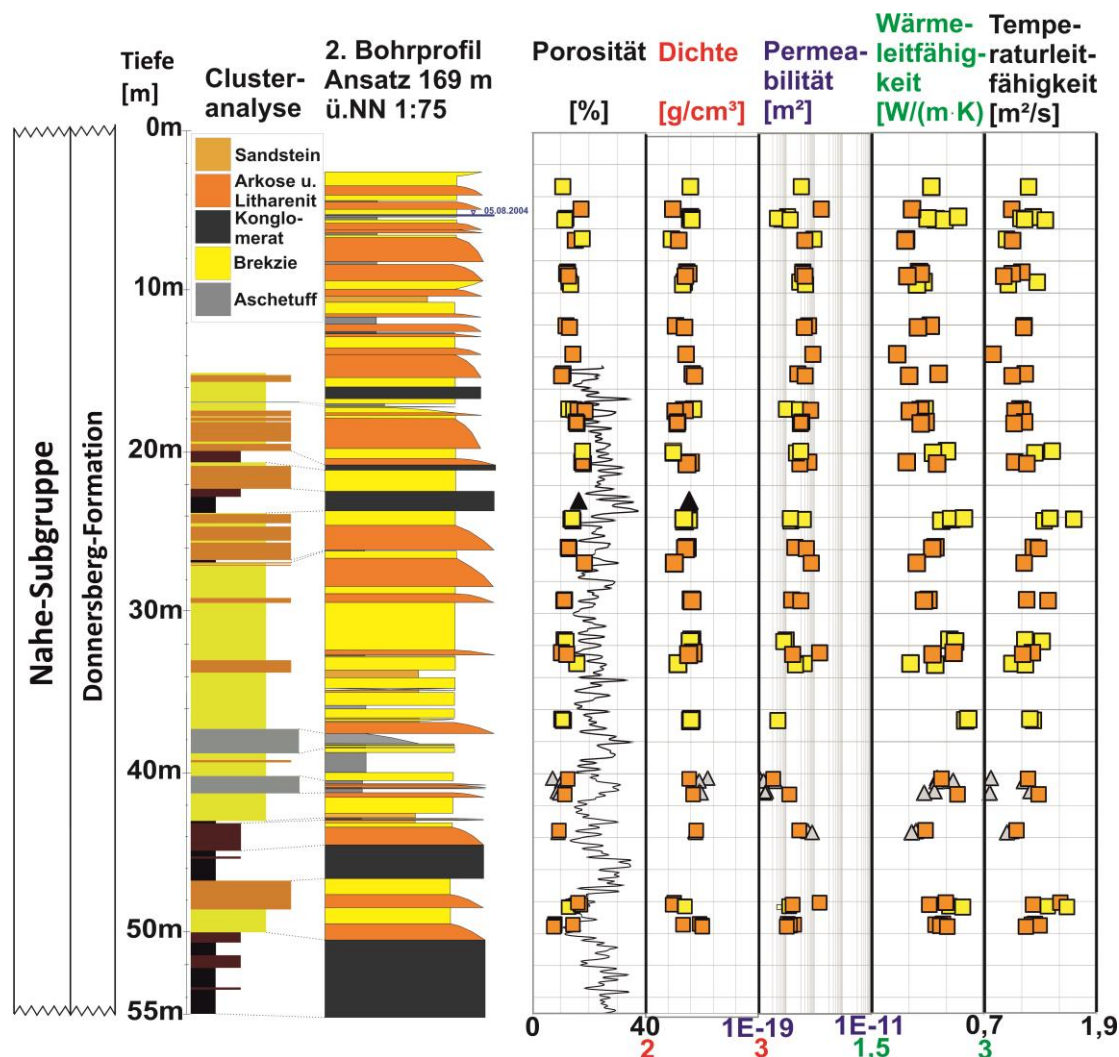 Tiefe
[m]
Cluster-
analyse
2. Bohrprofil
Ansatz 169 m
ü.NN 1:75
Porosität
[%]
Dichte
[g/cm³]
Permea-
bilität
[m²]
Wärme-
leitfähig-
keit
[W/(m·K)]
Tempe-
raturleit-
fähigkeit
[m²/s]
Nahe-Subgruppe
Donnersberg-Formation
0m
10m
20m
30m
40m
50m
55m
Sandstein
Arkose u.
Litharenit
Konglo-
merat
Brekzie
Aschetuff
05.08.2004
0
40
2
1E-19
3
1E-11
1.5
0,7
3
1,9